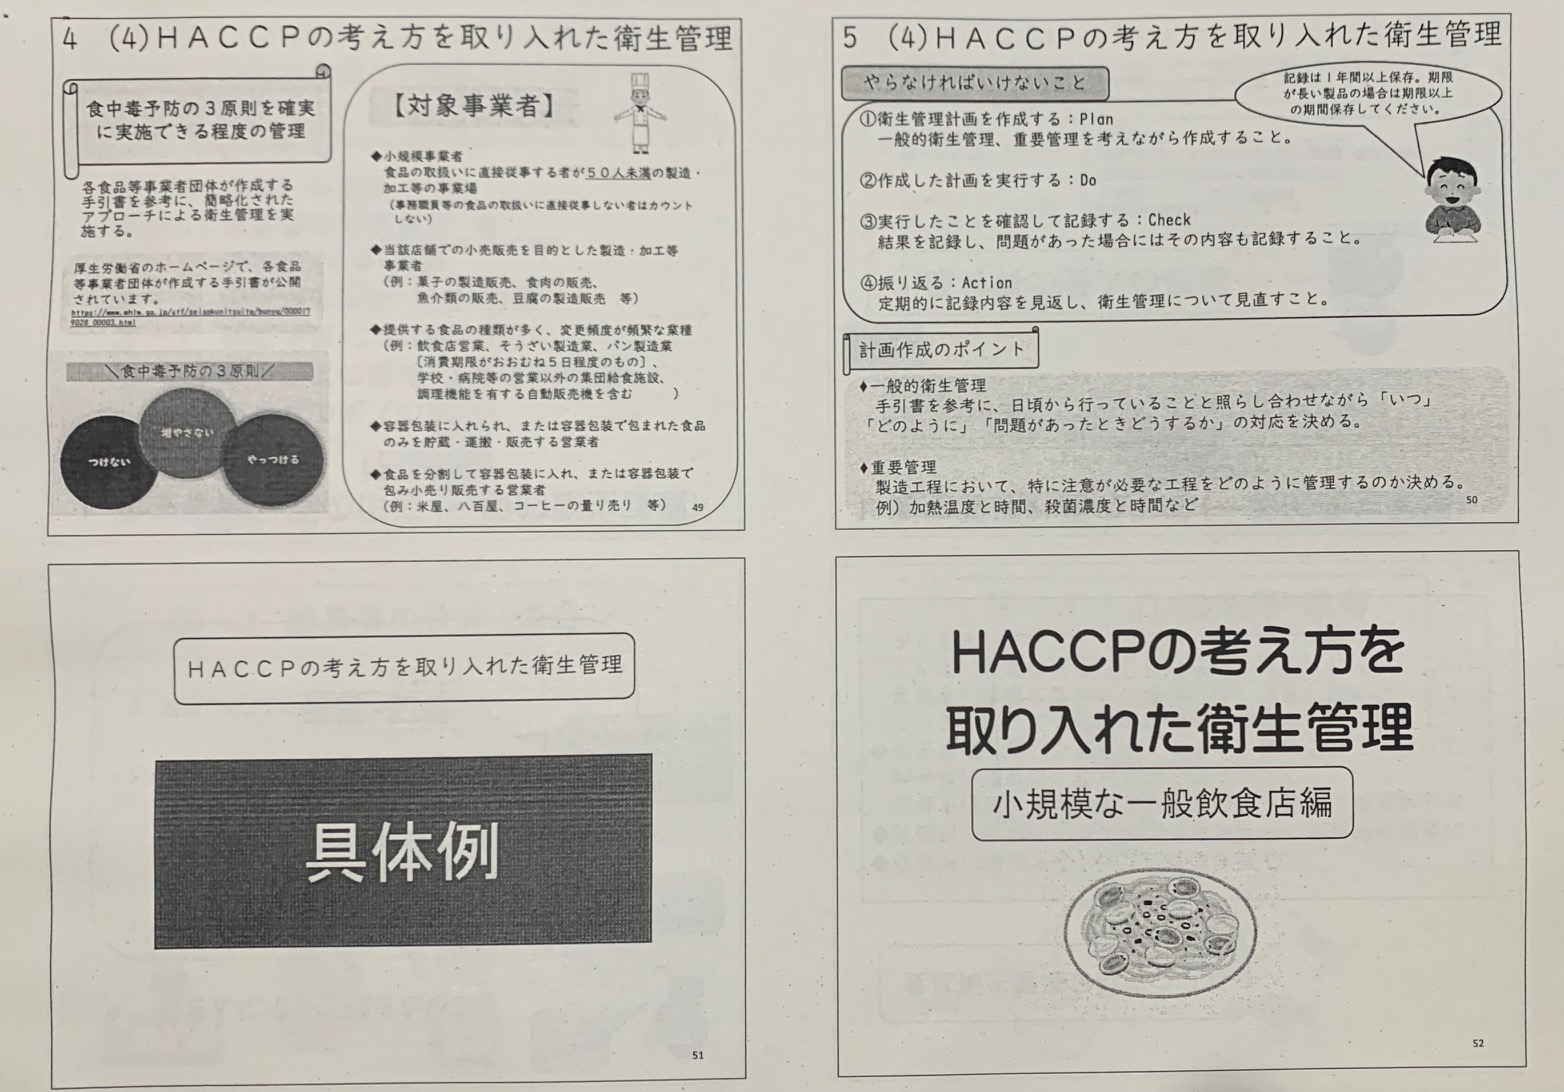 4　(4)ＨＡＣＣＰの考え方を取り入れた衛生管理
食中毒予防の３原則を確実
に実施できる程度の管理
各食品等事業者団体が作成する
手引書を参考に、簡略化された
アプローチによる衛生管理を実
施する。
厚生労働省のホームページで、各食品
等事業者団体が作成する手引書が公開
されています。
https://www.mhlw.go.jp/stf/seisakunitsuite/bunya/000017
9028_00003.html
＼食中毒予防の３原則／
つけない
増やさない
やっつける
【対象事業者】
◆小規模事業者
食品の取扱いに直接従事する者が５０人未満の製造・
加工等の事業場
（事務職員等の食品の取扱いに直接従事しない者はカウント
しない）
◆当該店舗での小売販売を目的とした製造・加工等
事業者
（例：菓子の製造販売、食肉の販売、
魚介類の販売、豆腐の製造販売　等）
◆提供する食品の種類が多く、変更頻度が頻繁な業種
（例：飲食店営業、そうざい製造業、パン製造業
［消費期限がおおむね５日程度のもの］、
学校・病院等の営業以外の集団給食施設、
調理機能を有する自動販売機を含む　　）
◆容器包装に入れられ、または容器包装で包まれた食品
のみを貯蔵・運搬・販売する営業者
◆食品を分割して容器包装に入れ、または容器包装で
包み小売り販売する営業者
（例：米屋、八百屋、コーヒーの量り売り　等）
49
5　(4)ＨＡＣＣＰの考え方を取り入れた衛生管理
やらなければいけないこと
記録は１年間以上保存。期限
が長い製品の場合は期限以上
の期間保存してください。
①衛生管理計画を作成する：Plan
一般的衛生管理、重要管理を考えながら作成すること。
②作成した計画を実行する：Do
③実行したことを確認して記録する：Check
結果を記録し、問題があった場合にはその内容も記録すること。
④振り返る：Action
定期的に記録内容を見返し、衛生管理について見直すこと。
計画作成のポイント
♦一般的衛生管理
手引書を参考に、日頃から行っていることと照らし合わせながら「いつ」
「どのように」「問題があったときどうするか」の対応を決める。
♦重要管理
製造工程において、特に注意が必要な工程をどのように管理するのか決める。
例）加熱温度と時間、殺菌濃度と時間など
50
ＨＡＣＣＰの考え方を取り入れた衛生管理
具体例
51
HACCPの考え方を
取り入れた衛生管理
小規模な一般飲食店編
52